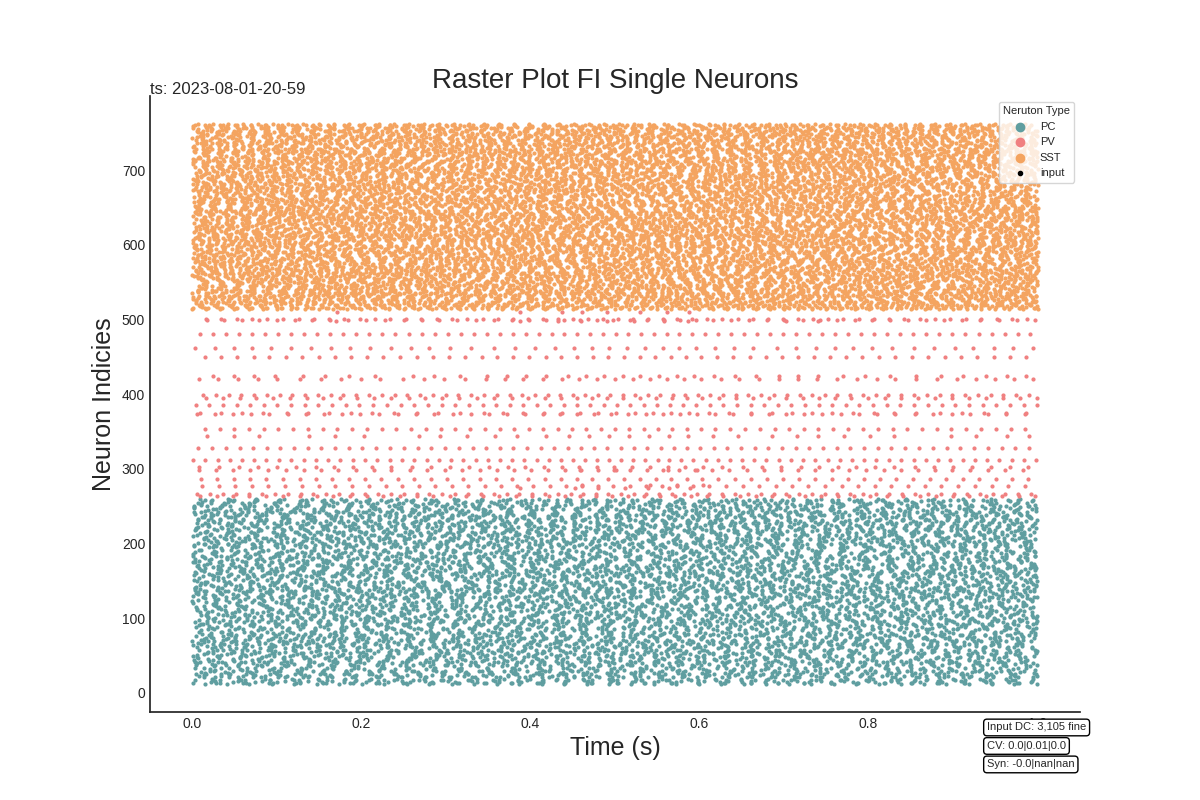 Raster Plot FI Single Neurons
ts: 2023-08-01-20-59
Neruton Type
PC
PV
SST
input
Neuron Indicies
700
600
500
400
300
200
100
0
0.0
0.2
0.4
0.6
0.8
Time (s)
Input DC: 3,105 fine
CV: 0.0|0.01|0.0
Syn: -0.0|nan|nan